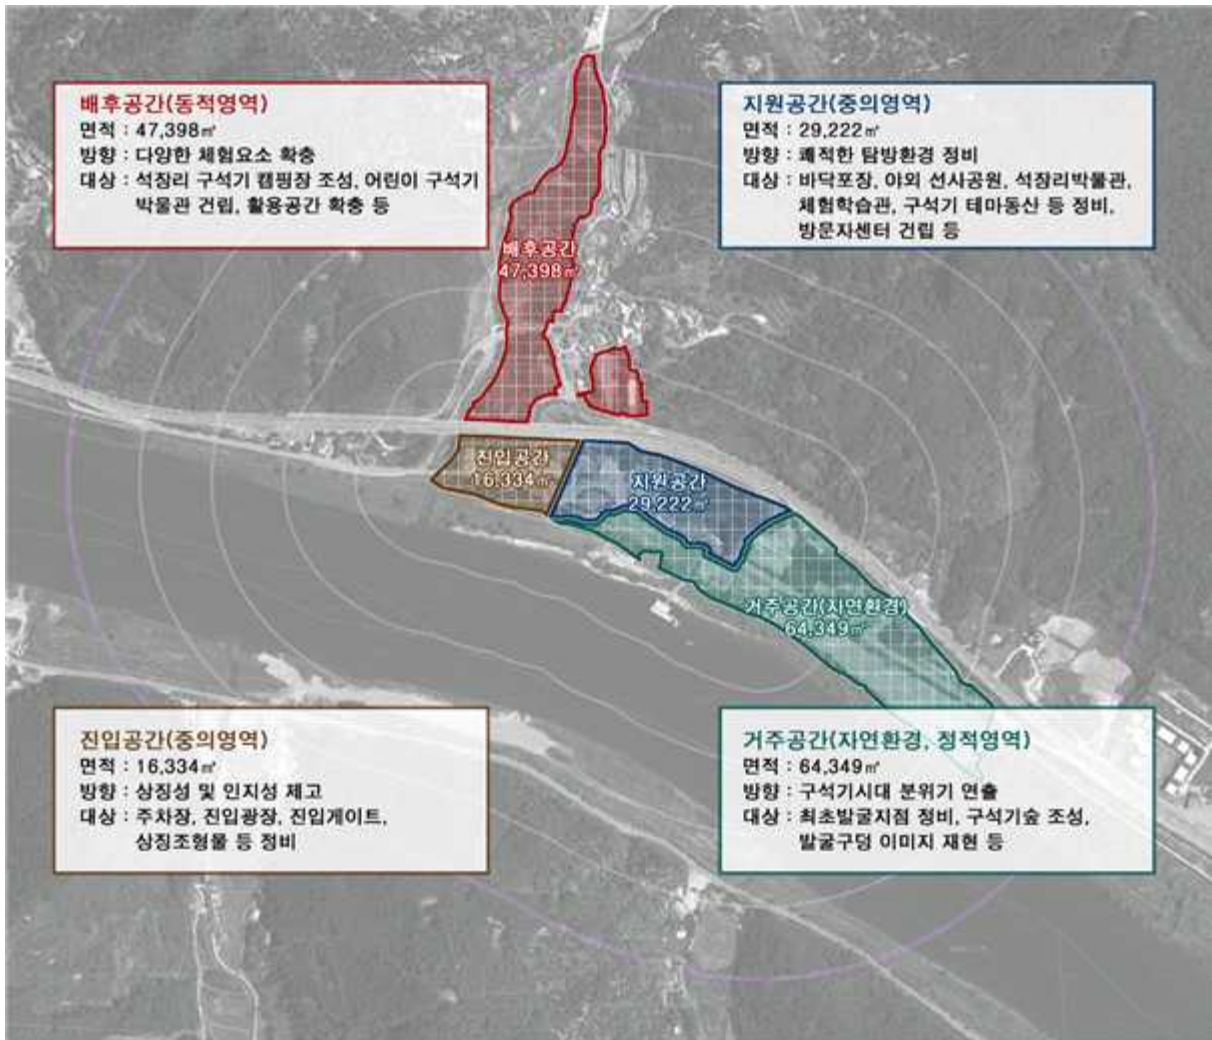 배후공간(동적영역)
면적 : 47,398㎡
방향 : 다양한 체험요소 확충
대상 : 석장리 구석기 캠핑장 조성, 어린이 구석기
박물관 건립, 활용공간 확충 등
지원공간(중의영역)
면적 : 29,222㎡
방향 : 쾌적한 탐방환경 정비
대상 : 바닥포장, 야외 선사공원, 석장리박물관,
체험학습관, 구석기 테마동산 등 정비,
방문자센터 건립 등
배후공간
47,398㎡
진입공간
16,334㎡
지원공간
29,222㎡
거주공간(자연환경)
64,349㎡
진입공간(중의영역)
면적 : 16,334㎡
방향 : 상징성 및 인지성 제고
대상 : 주차장, 진입광장, 진입게이트,
상징조형물 등 정비
거주공간(자연환경, 정적영역)
면적 : 64,349㎡
방향 : 구석기시대 분위기 연출
대상 : 최초발굴지점 정비, 구석기숲 조성,
발굴구덩 이미지 재현 등